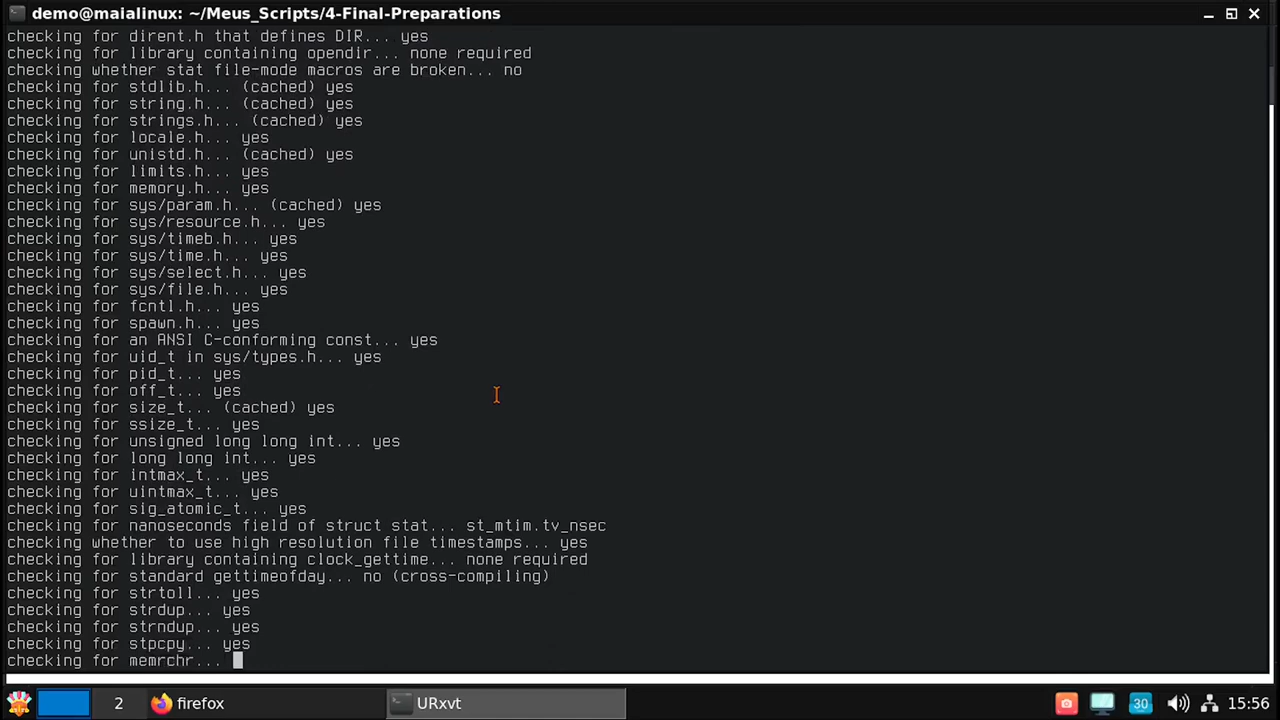 demo@maialinux: ~/Meus_Scripts/4-Final-Preparations
checking for dirent.h that defines DIR... yes
checking for library containing opendir... none required
checking whether stat file-mode macros are broken... no
checking for stdlib.h... (cached) yes
checking for string.h... (cached) yes
checking for strings.h... (cached) yes
checking for locale.h... yes
checking for unistd.h... (cached) yes
checking for limits.h... yes
checking for memory.h... yes
checking for sys/param.h... (cached) yes
checking for sys/resource.h... yes
checking for sys/timeb.h... yes
checking for sys/time.h... yes
checking for sys/select.h... yes
checking for sys/file.h... yes
checking for fcntl.h... yes
checking for spawn.h... yes
checking for an ANSI C-conforming const... yes
checking for uid_t in sys/types.h... yes
checking for pid_t... yes
checking for off_t... yes
checking for size_t... (cached) yes
checking for ssize_t... yes
checking for unsigned long long int... yes
checking for long long int... yes
checking for intmax_t... yes
checking for uintmax_t... yes
checking for sig_atomic_t... yes
checking for nanoseconds field of struct stat... st_mtim.tv_nsec
checking whether to use high resolution file timestamps... yes
checking for library containing clock_gettime... none required
checking for standard gettimeofday... no (cross-compiling)
checking for strtoll... yes
checking for strdup... yes
checking for strndup... yes
checking for stpcpy... yes
checking for memrchr...
2 firefox URxvt 30 15:56